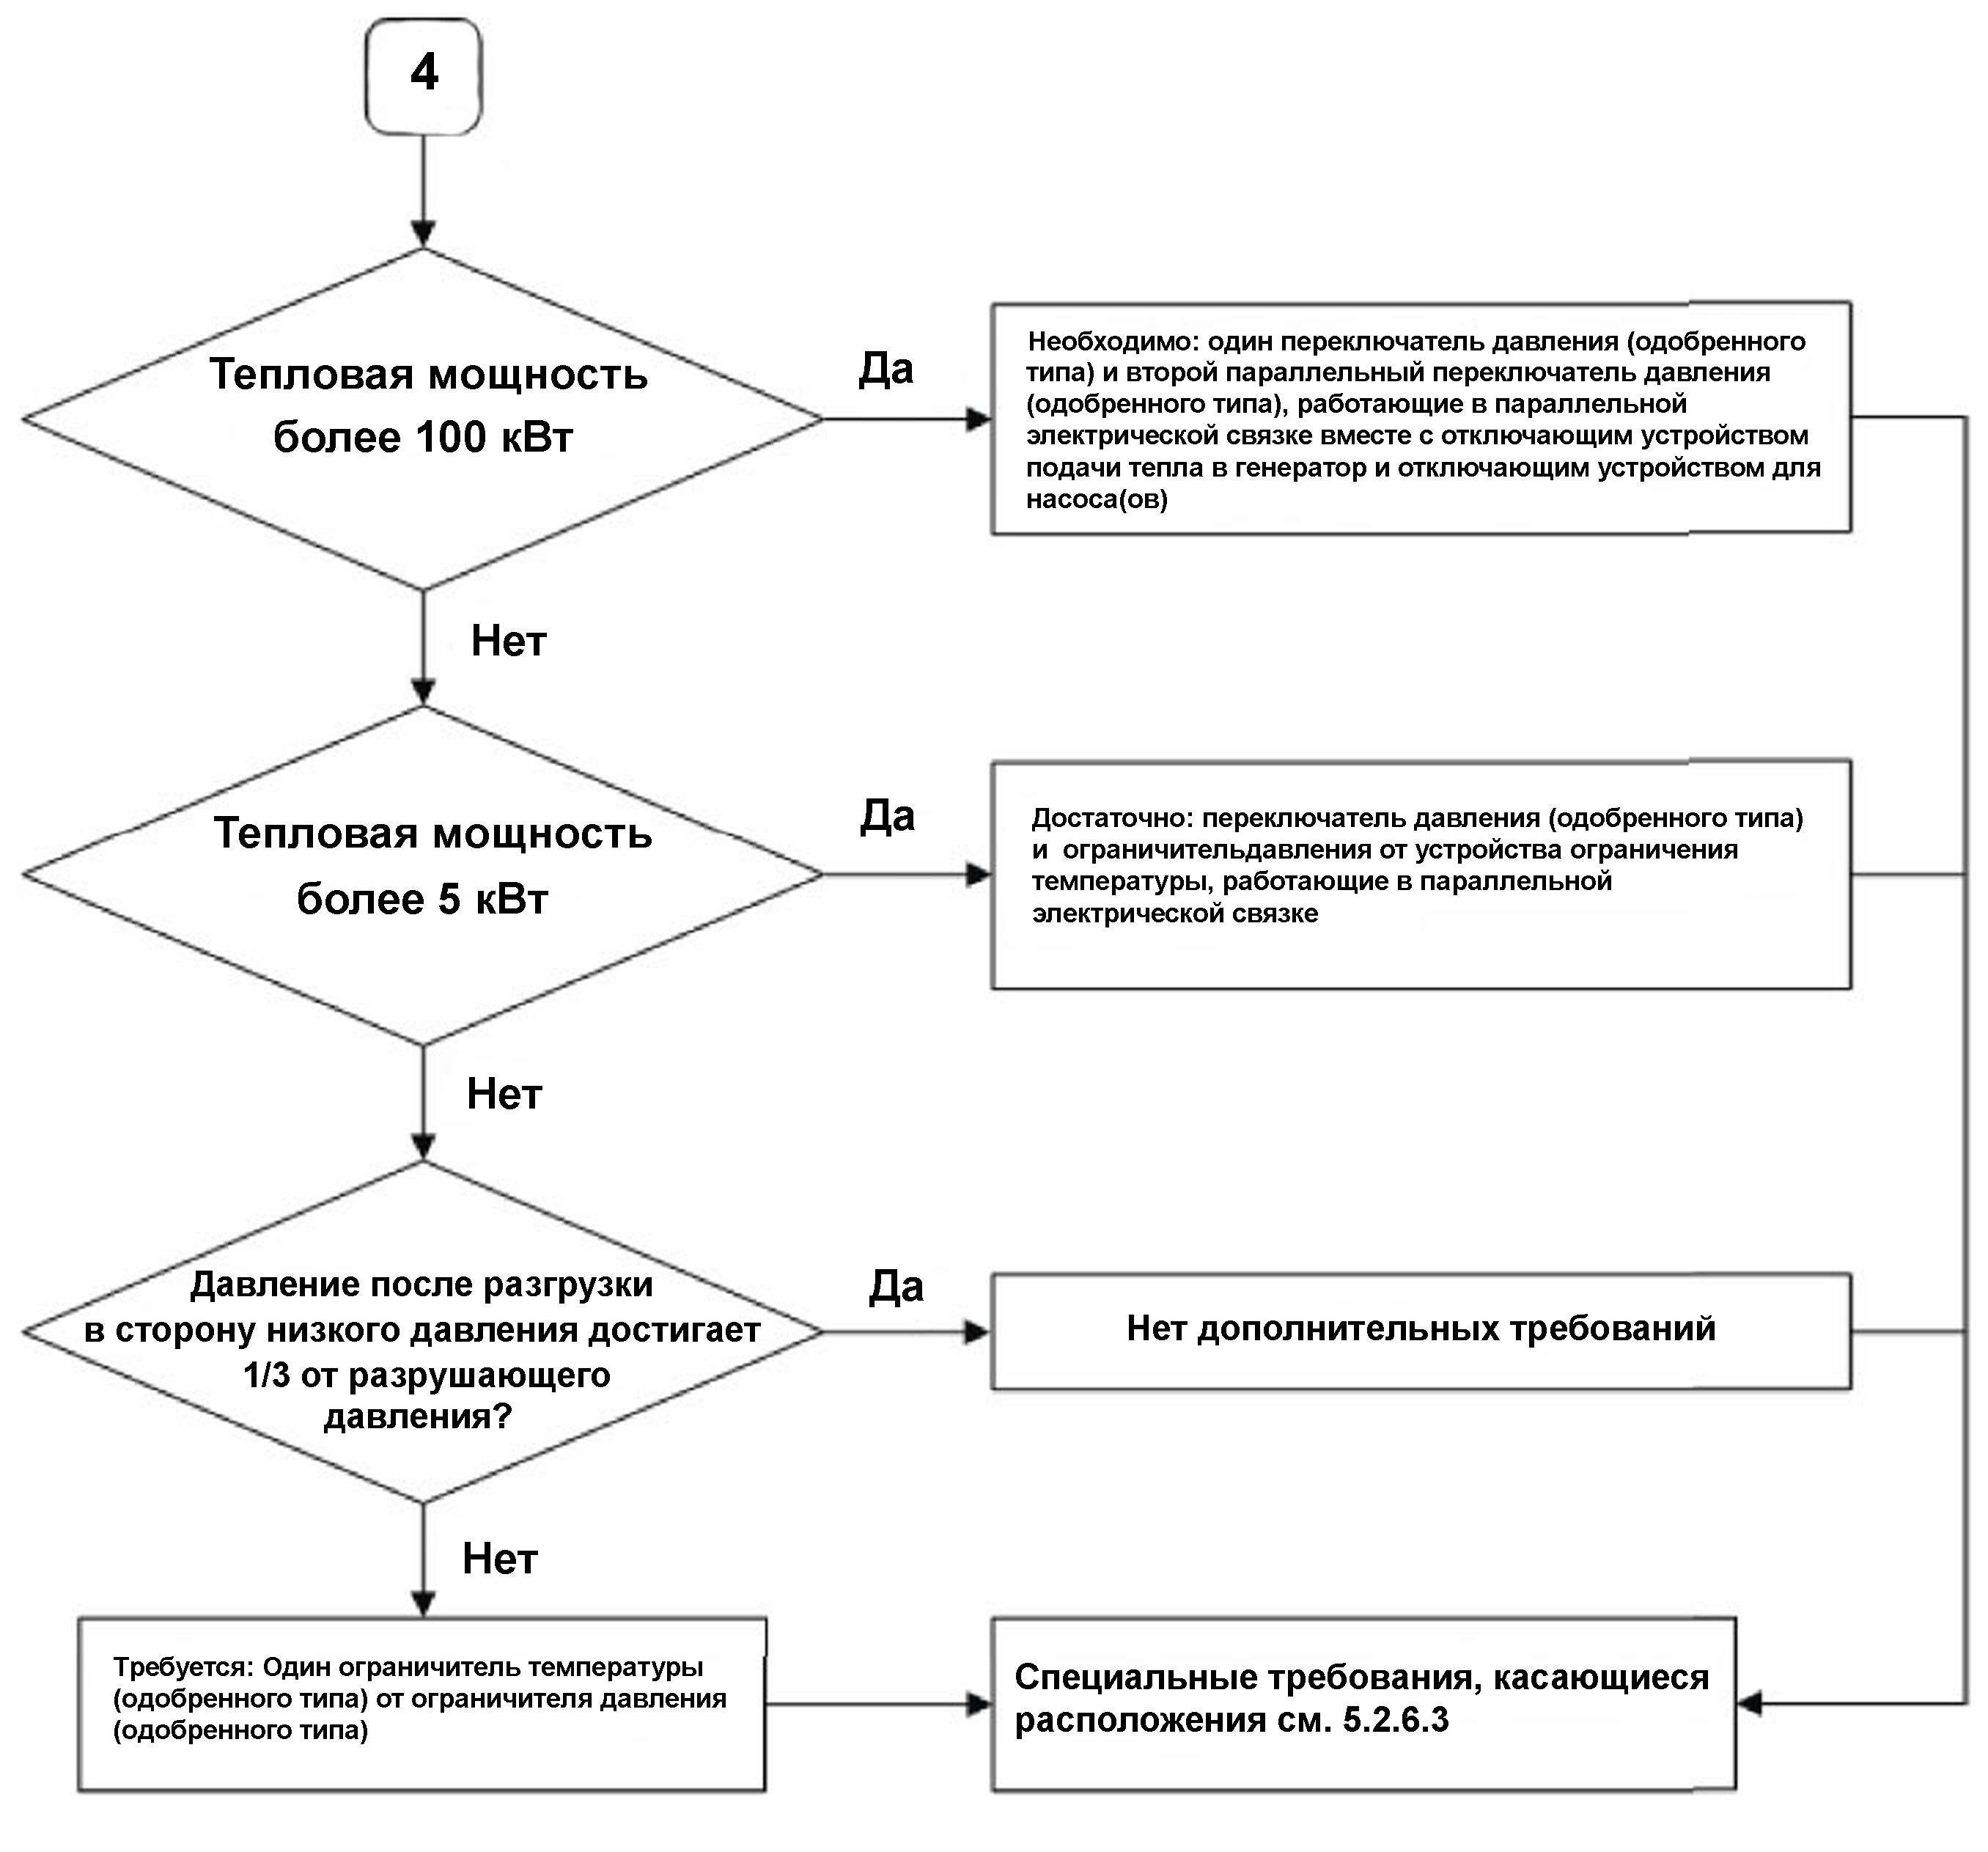 4
Тепловая мощность
более 100 кВт
Да
Необходимо: один переключатель давления (одобренного
типа) и второй параллельный переключатель давления
(одобренного типа), работающие в параллельной
электрической связке вместе с отключающим устройством
подачи тепла в генератор и отключающим устройством для
насоса(ов)
Нет
Тепловая мощность
более 5 кВт
Да
Достаточно: переключатель давления (одобренного типа)
и ограничительдавления от устройства ограничения
температуры, работающие в параллельной
электрической связке
Нет
Давление после разгрузки
в сторону низкого давления достигает
1/3 от разрушающего
давления?
Да
Нет дополнительных требований
Нет
Требуется: Один ограничитель температуры
(одобренного типа) от ограничителя давления
(одобренного типа)
Специальные требования, касающиеся
расположения см. 5.2.6.3